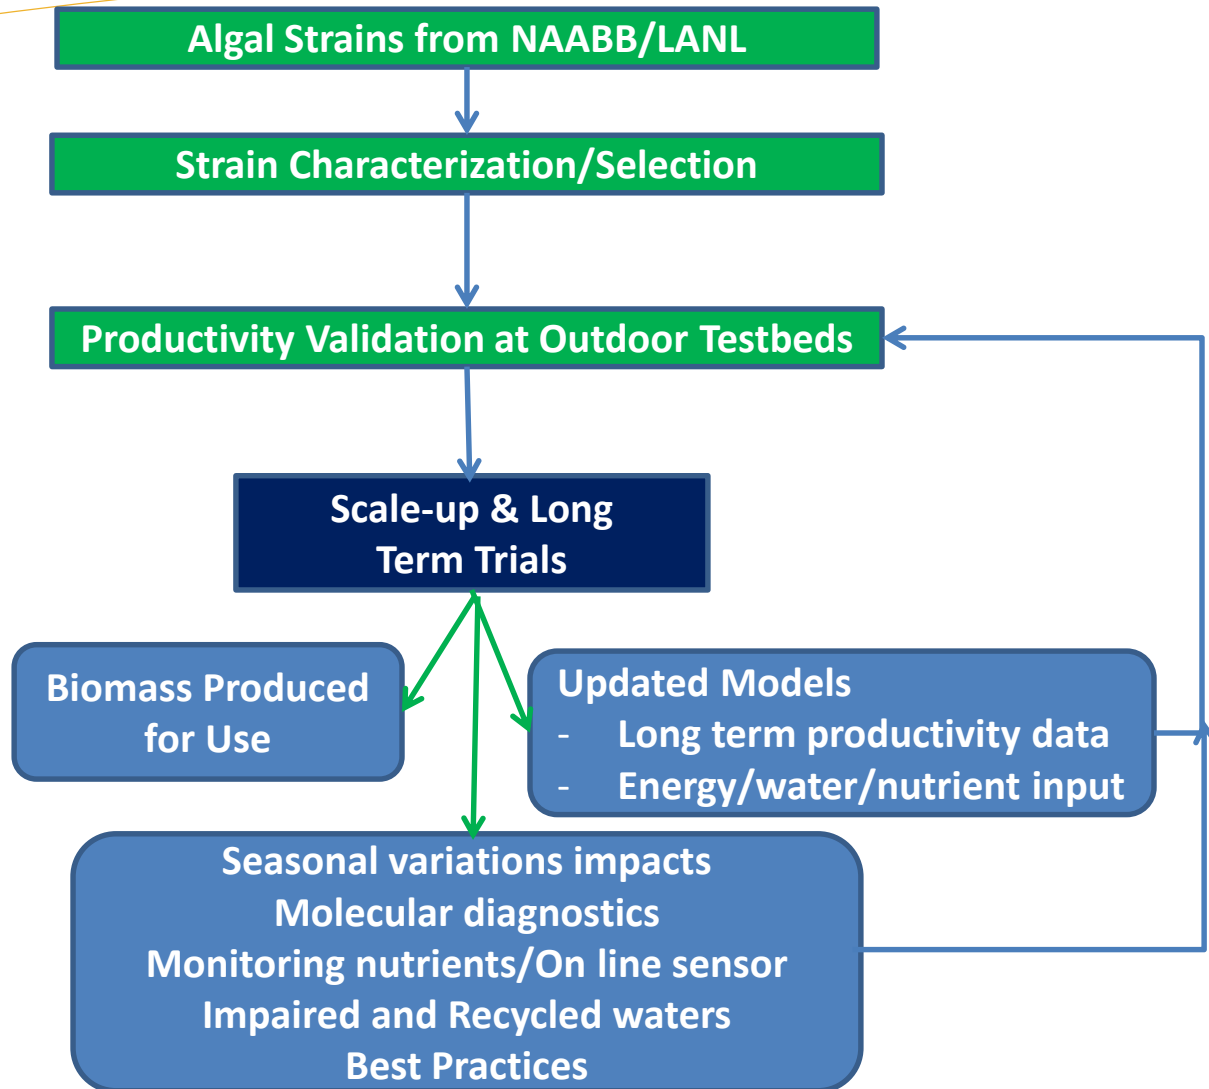 Algal Strains from NAABB/LANL
Strain Characterization/Selection
Productivity Validation at Outdoor Testbeds
Scale-up & Long
Term Trials
Biomass Produced
for Use
Updated Models
- Long term productivity data
- Energy/water/nutrient input
Seasonal variations impacts
Molecular diagnostics
Monitoring nutrients/On line sensor
Impaired and Recycled waters
Best Practices